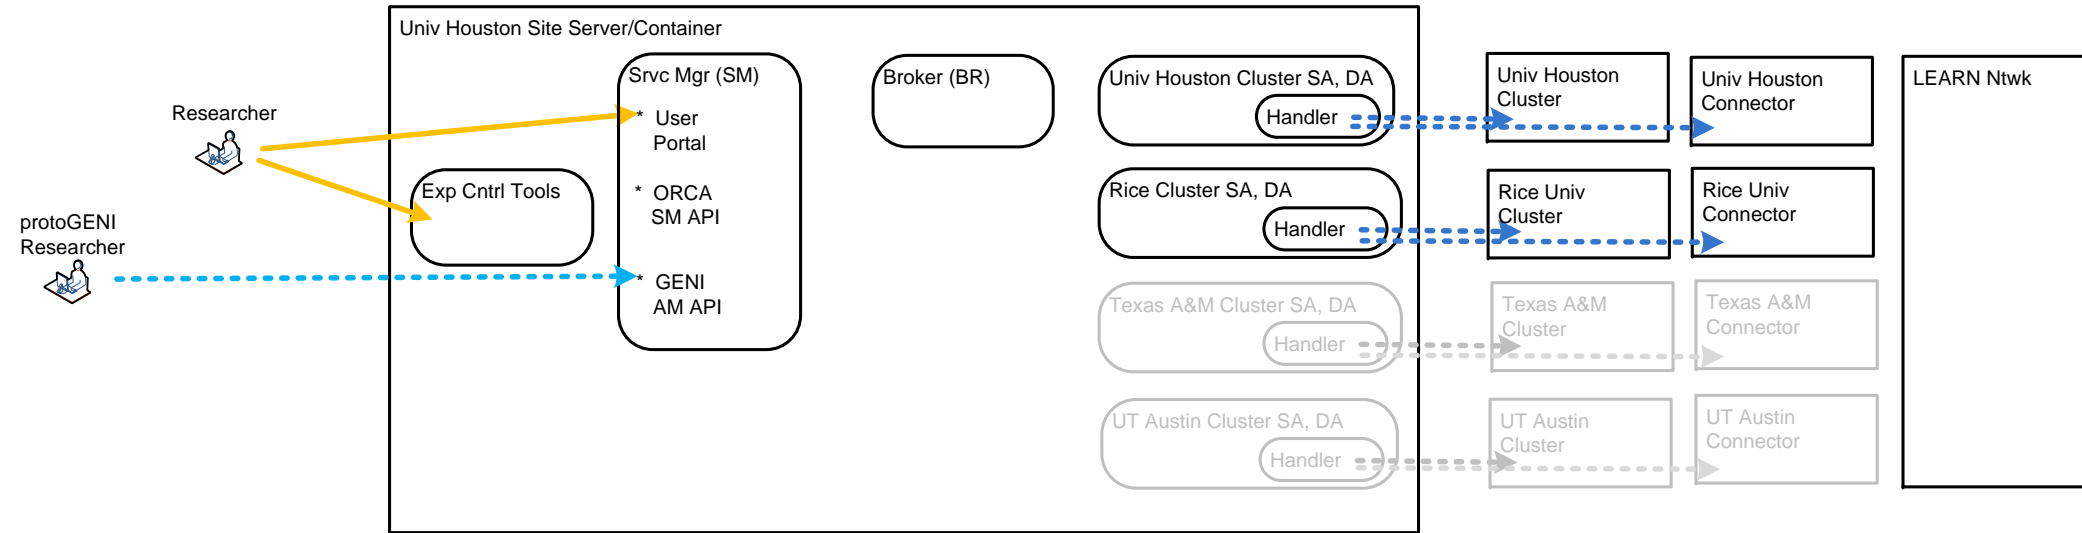 Univ Houston Site Server/Container
Researcher
protoGENI
Researcher
Exp Cntrl Tools
Srvc Mgr (SM)
* User
Portal
* ORCA
SM API
* GENI
AM API
Broker (BR)
Univ Houston Cluster SA, DA
Handler
Rice Cluster SA, DA
Handler
Texas A&M Cluster SA, DA
Handler
UT Austin Cluster SA, DA
Handler
Univ Houston
Cluster
Univ Houston
Connector
Rice Univ
Cluster
Rice Univ
Connector
Texas A&M
Cluster
Texas A&M
Connector
UT Austin
Cluster
UT Austin
Connector
LEARN Ntwk